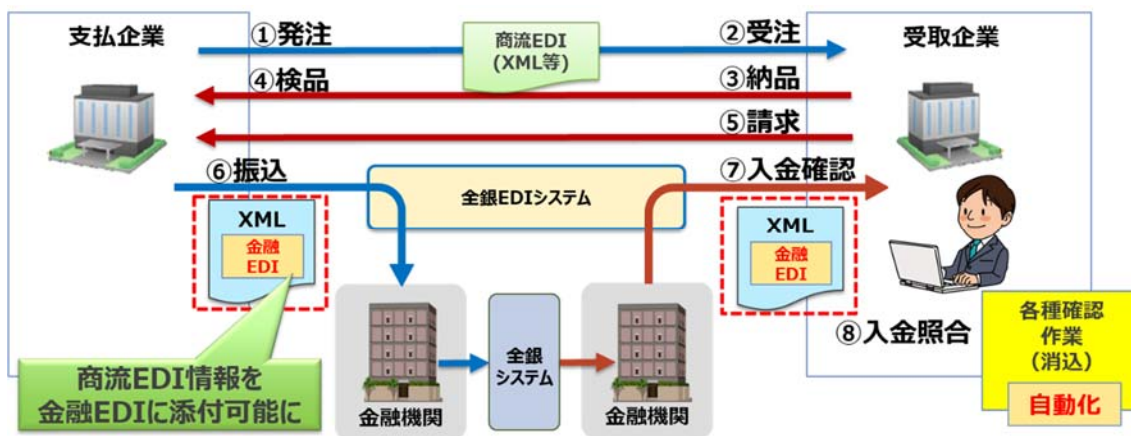 支払企業
①発注
商流EDI
(XML等)
②受注
受取企業
④検品
③納品
⑤請求
⑥振込
全銀EDIシステム
⑦入金確認
XML
金融
EDI
XML
金融
EDI
商流EDI情報を
金融EDIに添付可能に
金融機関
全銀
システム
金融機関
⑧入金照合
各種確認
作業
(消込)
自動化